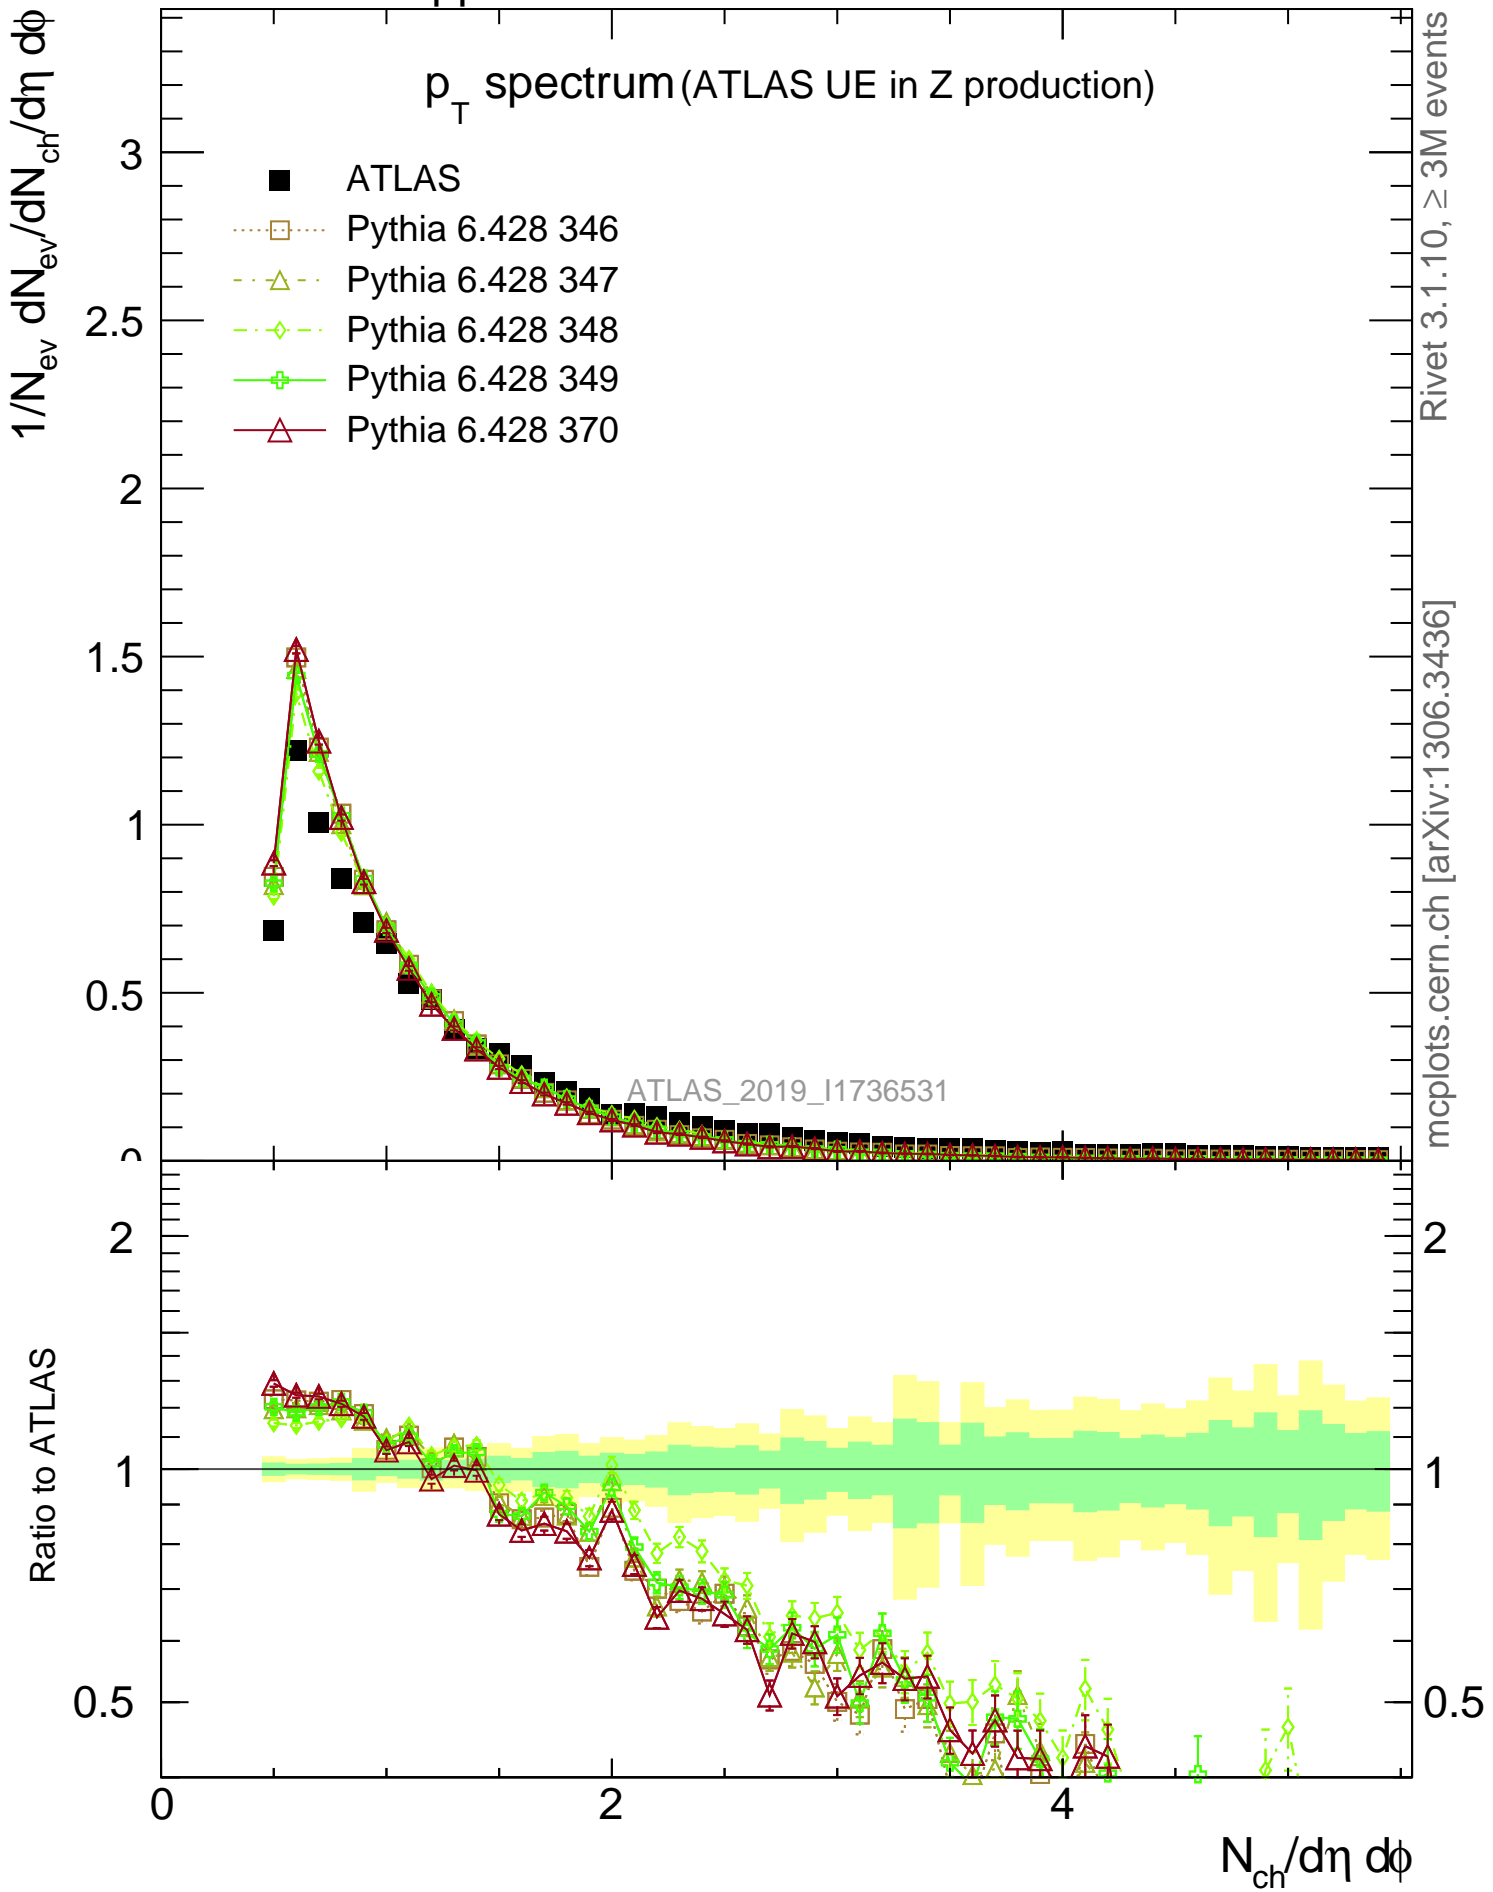 pp
1/N_ev dN_ev/dN_ch/dη dϕ
p_T spectrum (ATLAS UE in Z production)
ATLAS
Pythia 6.428 346
Pythia 6.428 347
Pythia 6.428 348
Pythia 6.428 349
Pythia 6.428 370
3
2.5
2
1.5
1
0.5
0
ATLAS_2019_I1736531
Rivet 3.1.10, ≥ 3M events
mcplots.cern.ch [arXiv:1306.3436]
Ratio to ATLAS
2
1
0.5
2
1
0.5
0
2
4
N_ch/dη dϕ